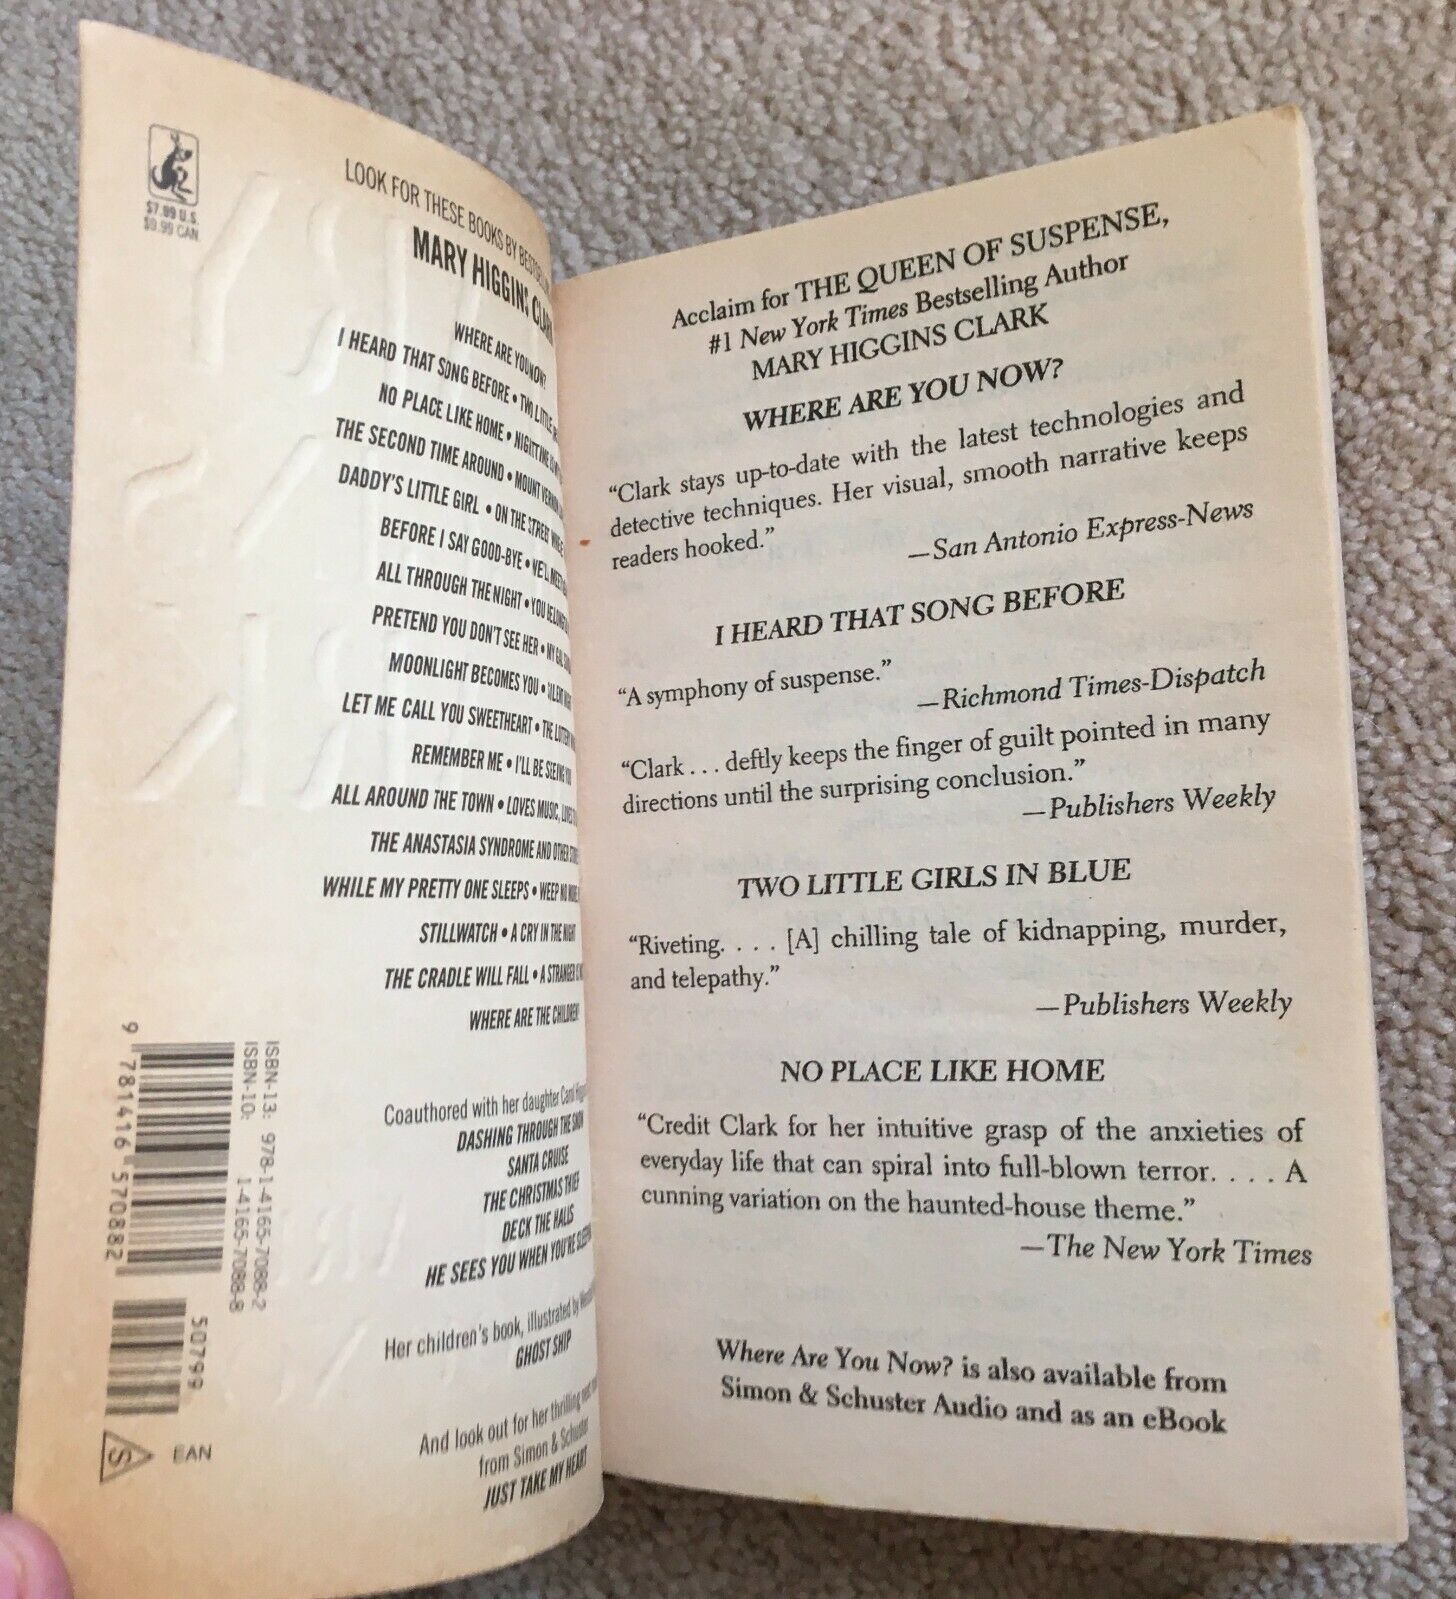 $7.99 U.S.
$9.99 CAN.
LOOK FOR THESE BOOKS BY
MARY HIGGINS CLARK
WHERE ARE YOU NOW?
I HEARD THAT SONG BEFORE • TWO LITTLE
NO PLACE LIKE HOME • NIGHTTIME
THE SECOND TIME AROUND • MOUNT VERNON
DADDY'S LITTLE GIRL • ON THE STREET WHERE
BEFORE I SAY GOOD-BYE • WE'LL MEET
ALL THROUGH THE NIGHT • YOU BELONG
PRETEND YOU DON'T SEE HER • MY GAL
MOONLIGHT BECOMES YOU • SILENT NIGHT
LET ME CALL YOU SWEETHEART • THE LOTTERY
REMEMBER ME • I'LL BE SEEING YOU
ALL AROUND THE TOWN • LOVES MUSIC,
THE ANASTASIA SYNDROME AND OTHER
WHILE MY PRETTY ONE SLEEPS • WEEP NO MORE
STILLWATCH • A CRY IN THE NIGHT
THE CRADLE WILL FALL • A STRANGER
WHERE ARE THE CHILDREN?
Coauthored with her daughter Carol
DASHING THROUGH THE SNOW
SANTA CRUISE
THE CHRISTMAS THIEF
DECK THE HALLS
HE SEES YOU WHEN YOU'RE
Her children's book, illustrated by
GHOST SHIP
And look out for her thrilling
from Simon & Schuster
JUST TAKE MY HEART
ISBN-13: 978-1-4165-7088-2
ISBN-10: 1-4165-7088-8
9 781416 570882
50799
S
EAN
Acclaim for THE QUEEN OF SUSPENSE,
#1 New York Times Bestselling Author
MARY HIGGINS CLARK
WHERE ARE YOU NOW?
“Clark stays up-to-date with the latest technologies and
detective techniques. Her visual, smooth narrative keeps
readers hooked.”
—San Antonio Express-News
I HEARD THAT SONG BEFORE
“A symphony of suspense.”
—Richmond Times-Dispatch
“Clark . . . deftly keeps the finger of guilt pointed in many
directions until the surprising conclusion.”
—Publishers Weekly
TWO LITTLE GIRLS IN BLUE
“Riveting. . . . [A] chilling tale of kidnapping, murder,
and telepathy.”
—Publishers Weekly
NO PLACE LIKE HOME
“Credit Clark for her intuitive grasp of the anxieties of
everyday life that can spiral into full-blown terror. . . . A
cunning variation on the haunted-house theme.”
—The New York Times
Where Are You Now? is also available from
Simon & Schuster Audio and as an eBook